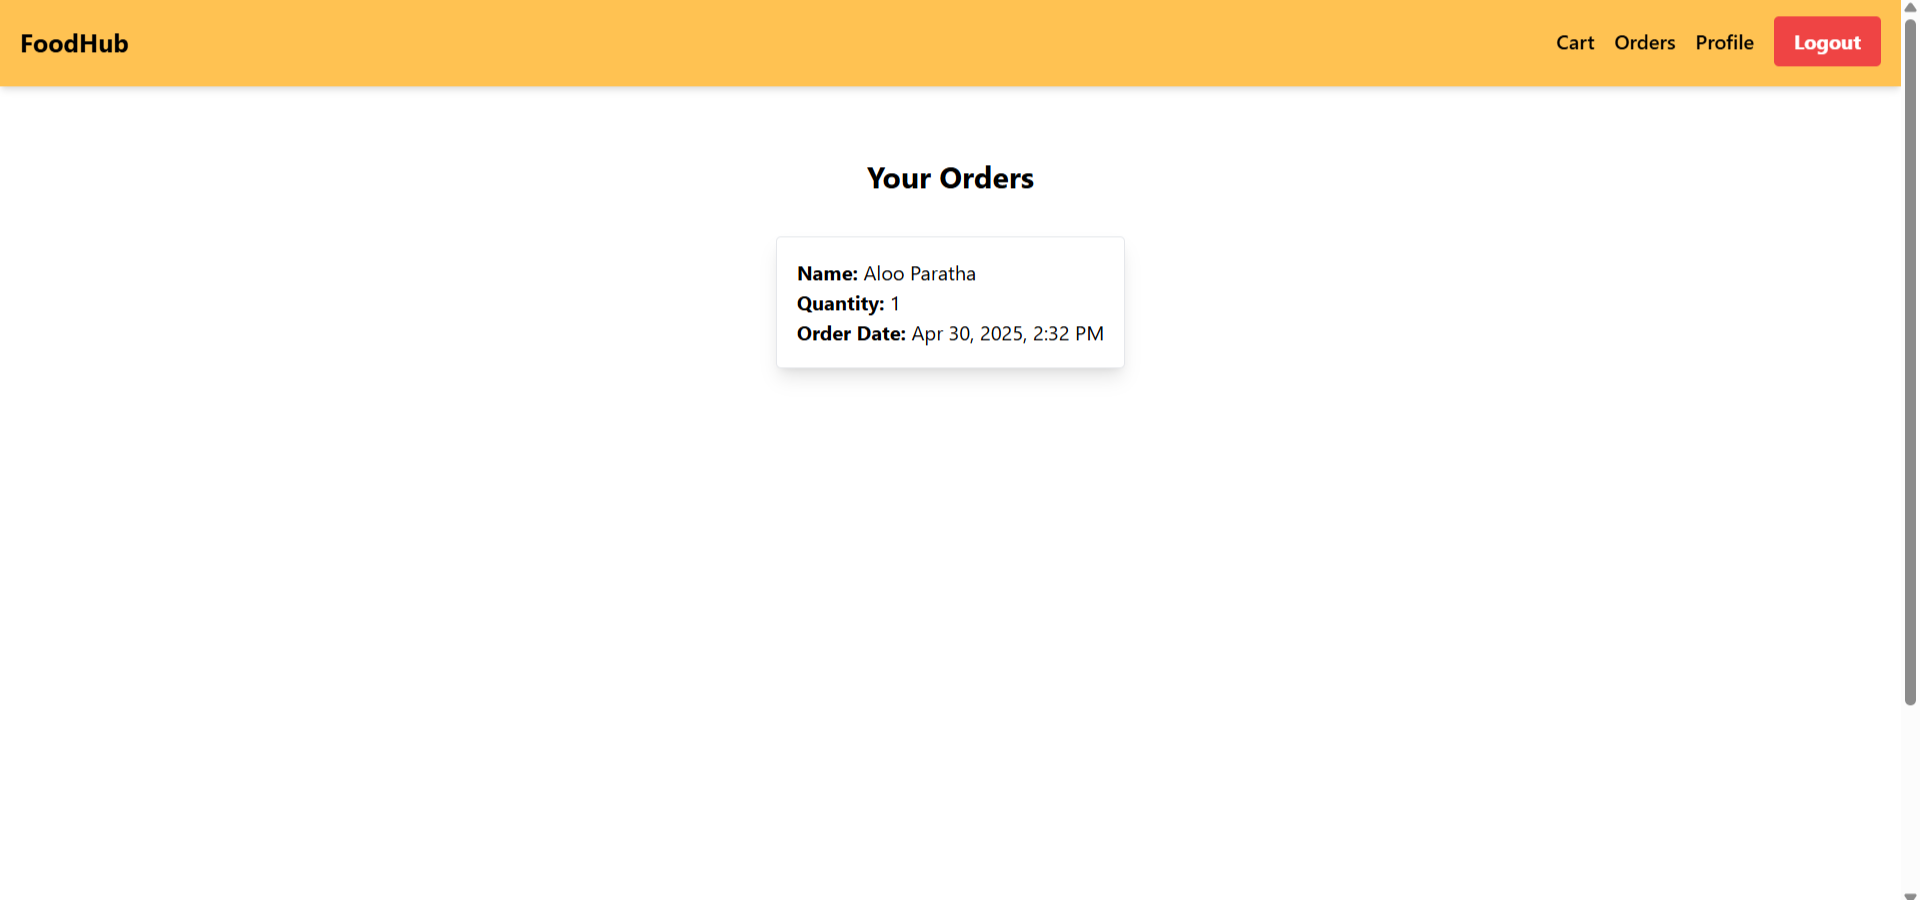 FoodHub
Cart Orders Profile Logout
Your Orders
Name: Aloo Paratha
Quantity: 1
Order Date: Apr 30, 2025, 2:32 PM